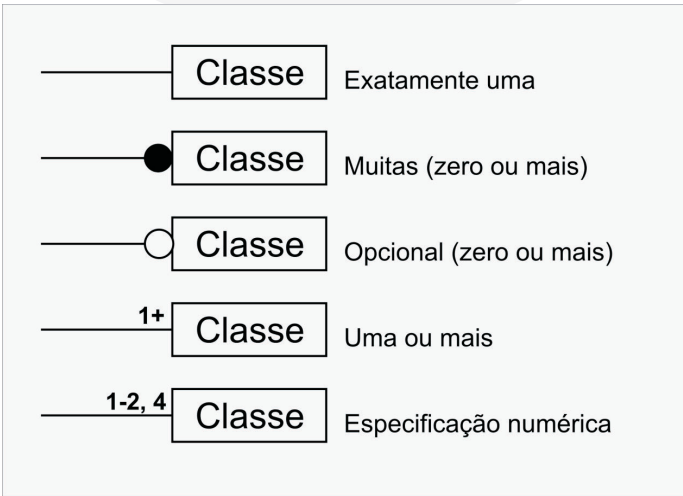 Classe Exatamente uma
Classe Muitas (zero ou mais)
Classe Opcional (zero ou mais)
1+ Classe Uma ou mais
1-2, 4 Classe Especificação numérica